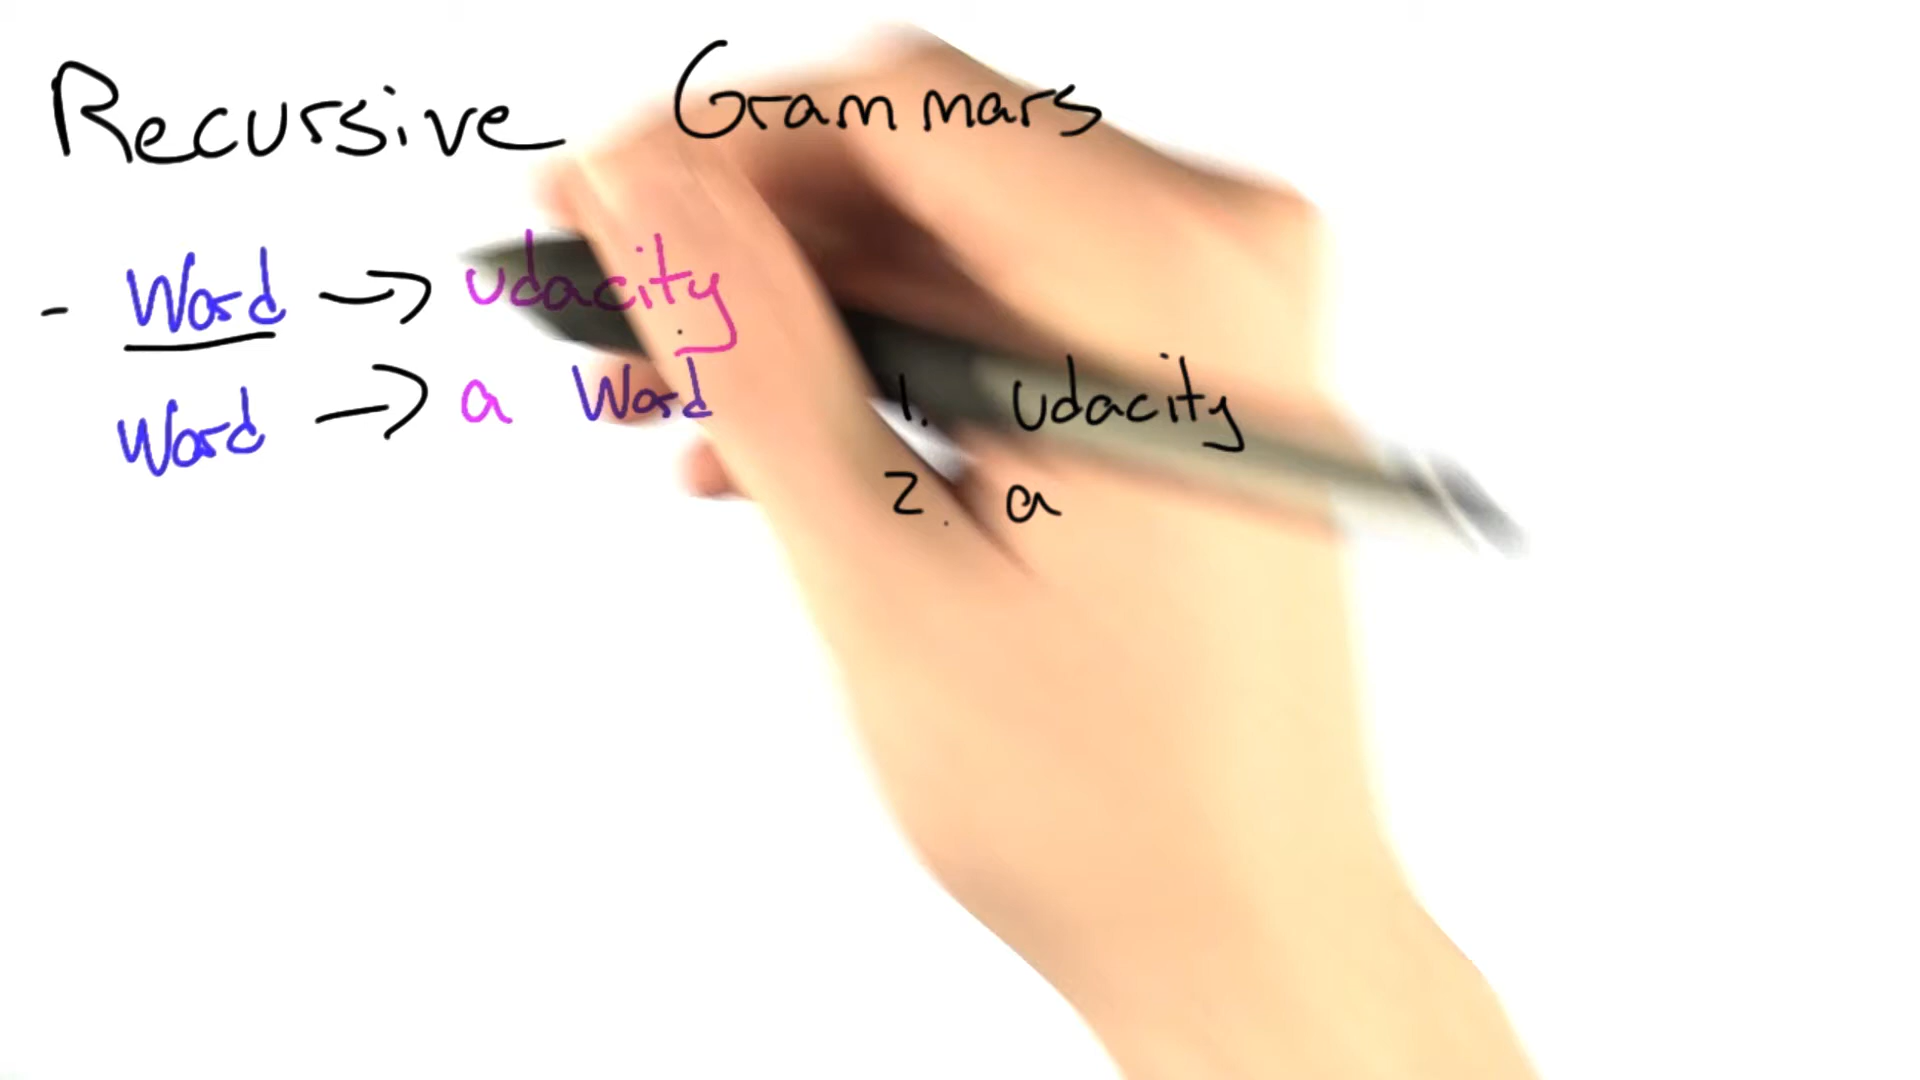 Recursive Grammars
- Word -> udacity
Word -> a Word
1. Udacity
2. a